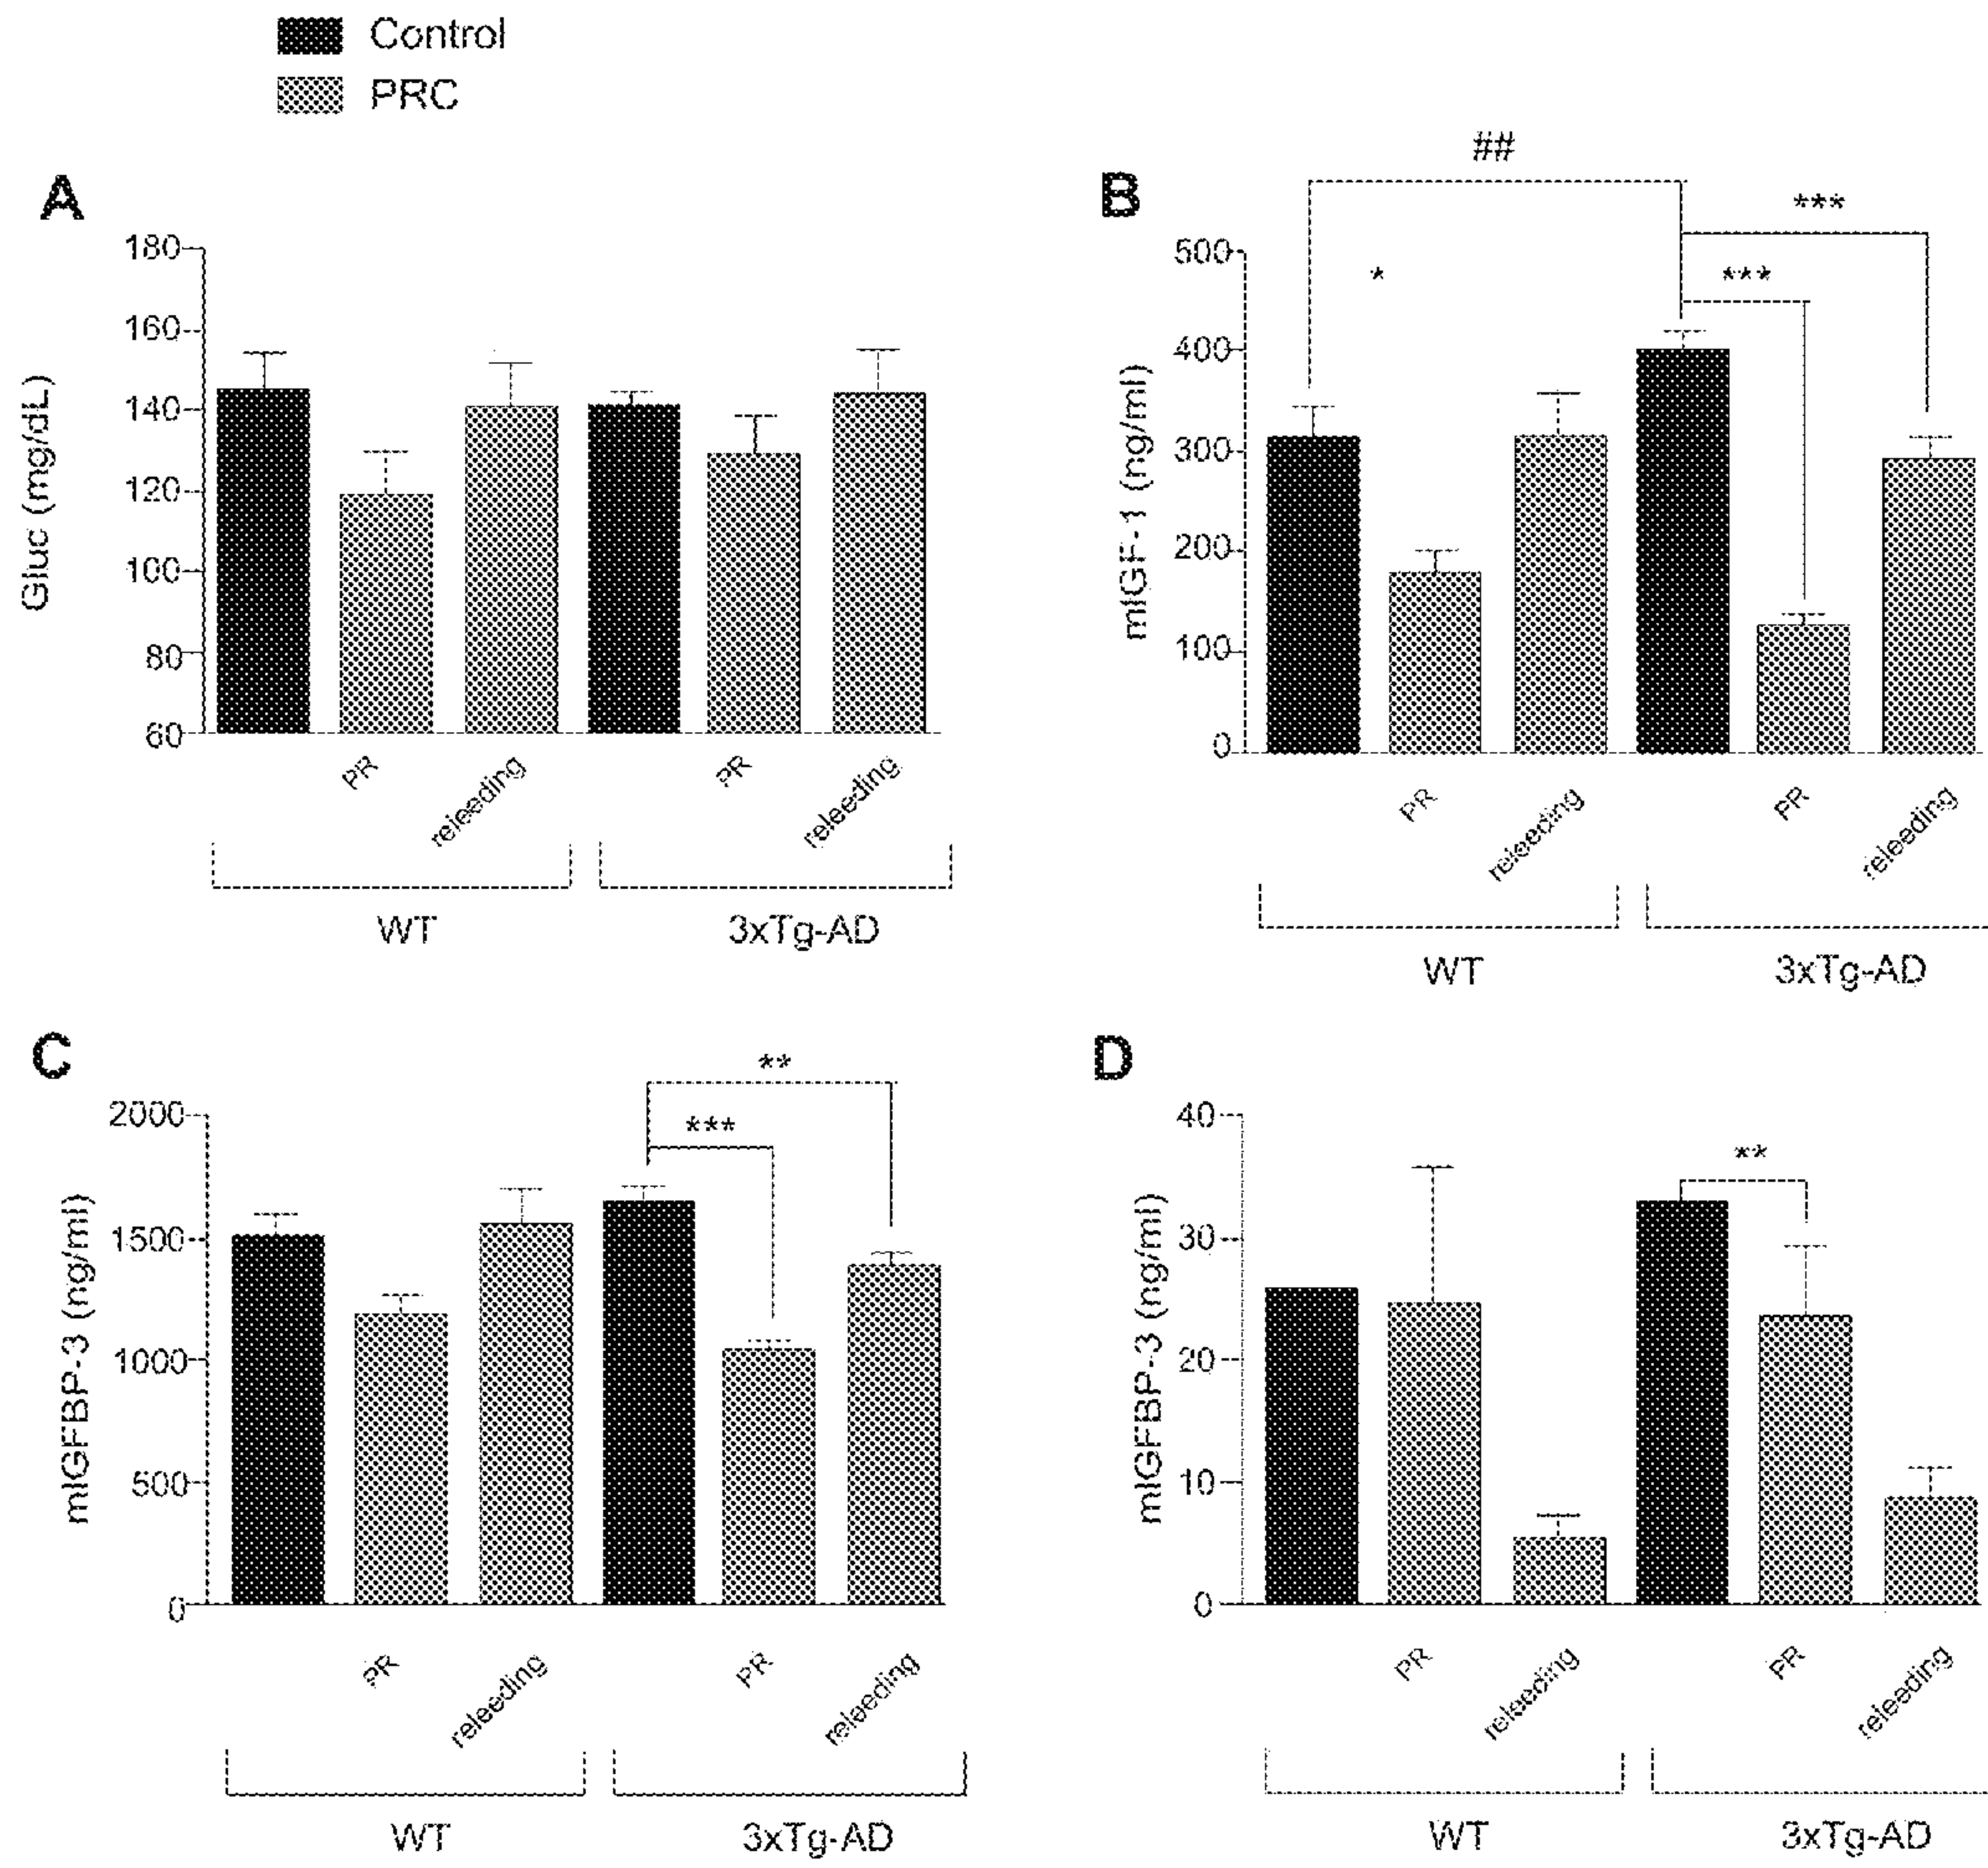 Control
PRC
A
Gluc (mg/dL)
180
160
140
120
100
80
60
PR
releeding
PR
releeding
WT
3xTg-AD
B
##
*
***
***
mIGF-1 (ng/ml)
500
400
300
200
100
0
PR
releeding
PR
releeding
WT
3xTg-AD
C
**
***
mIGFBP-3 (ng/ml)
2000
1500
1000
500
0
PR
releeding
PR
releeding
WT
3xTg-AD
D
**
mIGFBP-3 (ng/ml)
40
30
20
10
0
PR
releeding
PR
releeding
WT
3xTg-AD